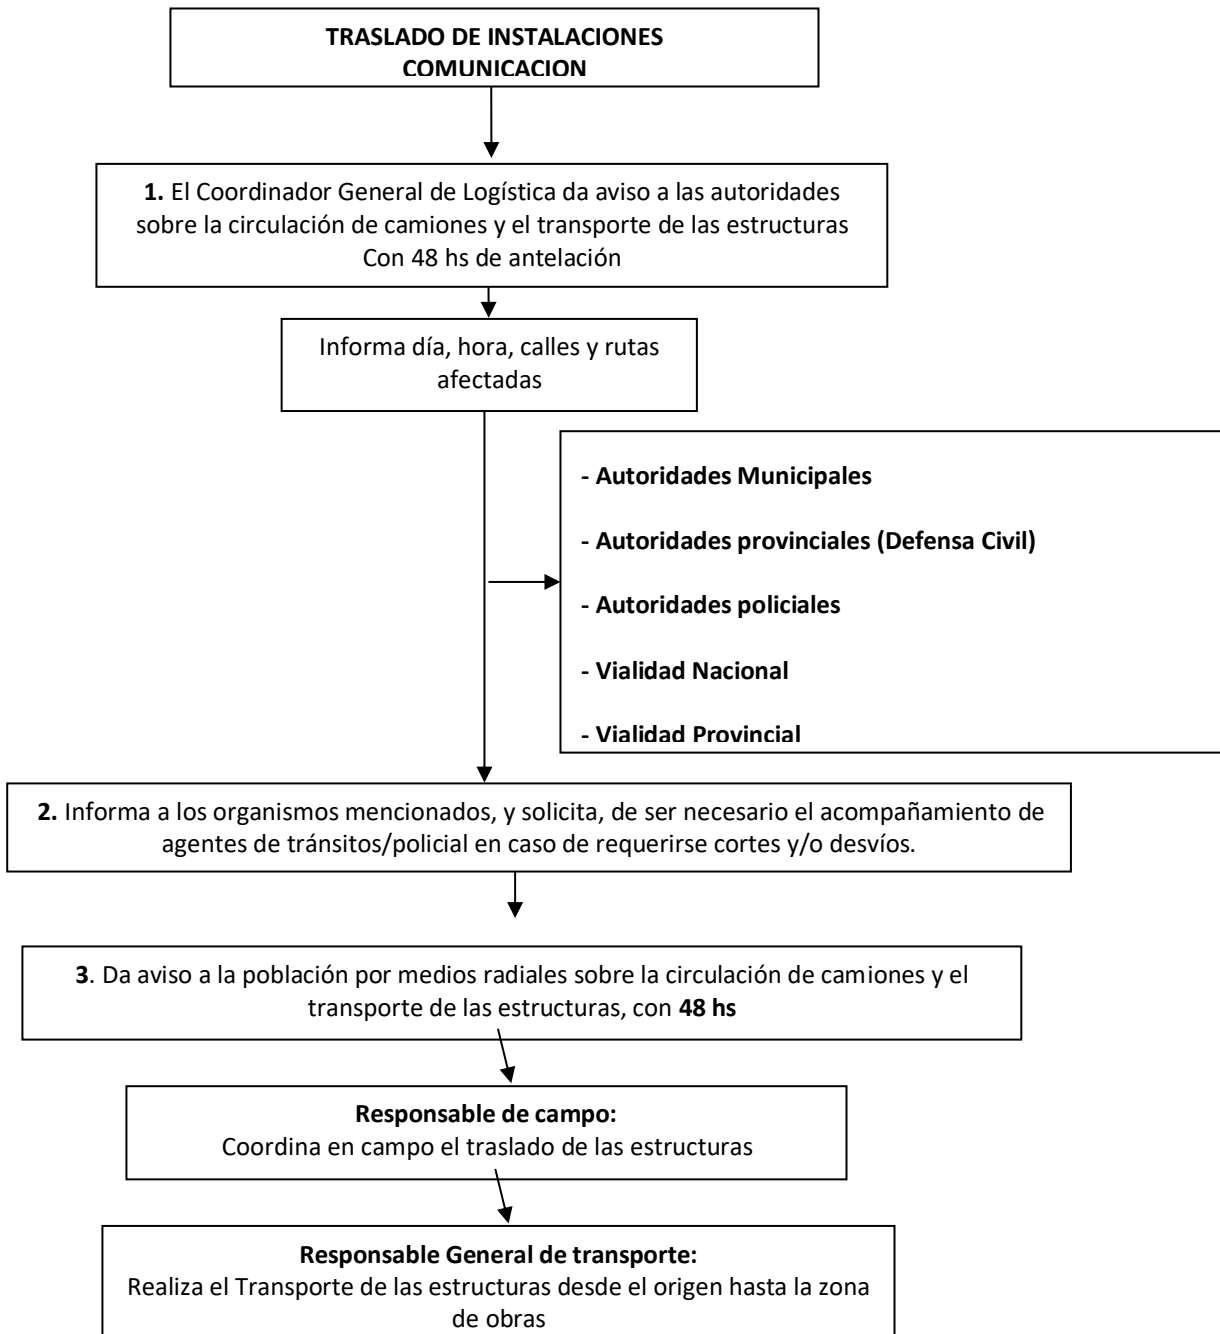 TRASLADO DE INSTALACIONES
COMUNICACION
1. El Coordinador General de Logística da aviso a las autoridades
sobre la circulación de camiones y el transporte de las estructuras
Con 48 hs de antelación
Informa día, hora, calles y rutas
afectadas
- Autoridades Municipales
- Autoridades provinciales (Defensa Civil)
- Autoridades policiales
- Vialidad Nacional
- Vialidad Provincial
2. Informa a los organismos mencionados, y solicita, de ser necesario el acompañamiento de
agentes de tránsitos/policial en caso de requerirse cortes y/o desvíos.
3. Da aviso a la población por medios radiales sobre la circulación de camiones y el
transporte de las estructuras, con 48 hs
Responsable de campo:
Coordina en campo el traslado de las estructuras
Responsable General de transporte:
Realiza el Transporte de las estructuras desde el origen hasta la zona
de obras